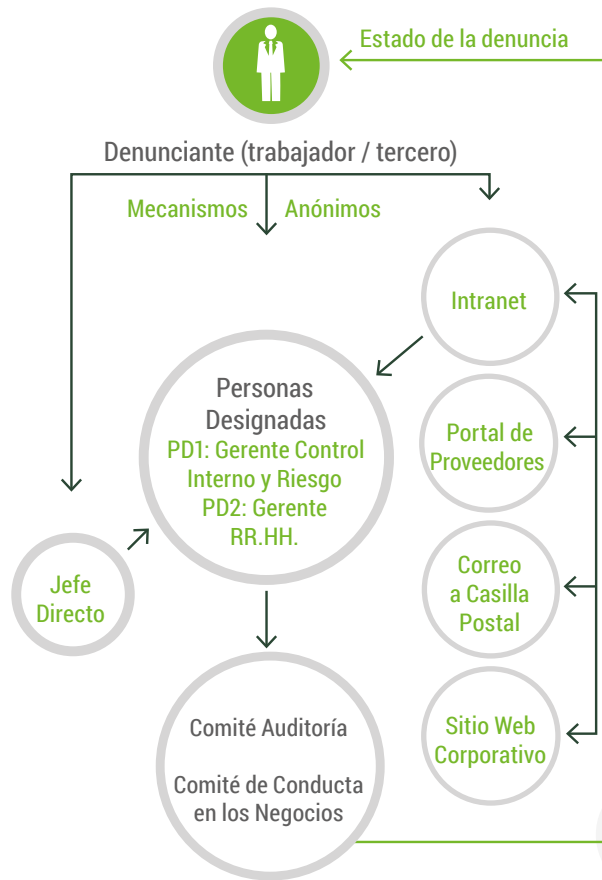 Estado de la denuncia
Denunciante (trabajador / tercero)
Mecanismos
Anónimos
Intranet
Personas
Designadas
PD1: Gerente Control
Interno y Riesgo
PD2: Gerente
RR.HH.
Portal de
Proveedores
Jefe
Directo
Correo
a Casilla
Postal
Comité Auditoría
Comité de Conducta
en los Negocios
Sitio Web
Corporativo